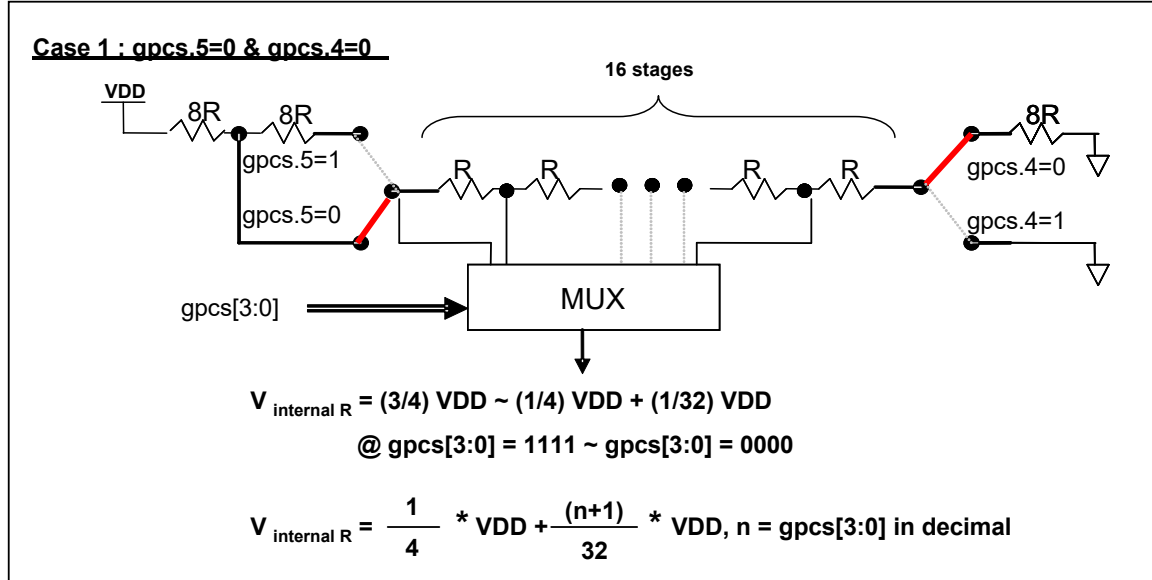 Case 1 : gpcs.5=0 & gpcs.4=0
16 stages
VDD
8R
8R
8R
gpcs.5=1
R
R
R
R
gpcs.4=0
gpcs.5=0
gpcs.4=1
MUX
gpcs[3:0]
V internal R = (3/4) VDD ~ (1/4) VDD + (1/32) VDD
@ gpcs[3:0] = 1111 ~ gpcs[3:0] = 0000
V internal R = 1/4 * VDD + (n+1)/32 * VDD, n = gpcs[3:0] in decimal